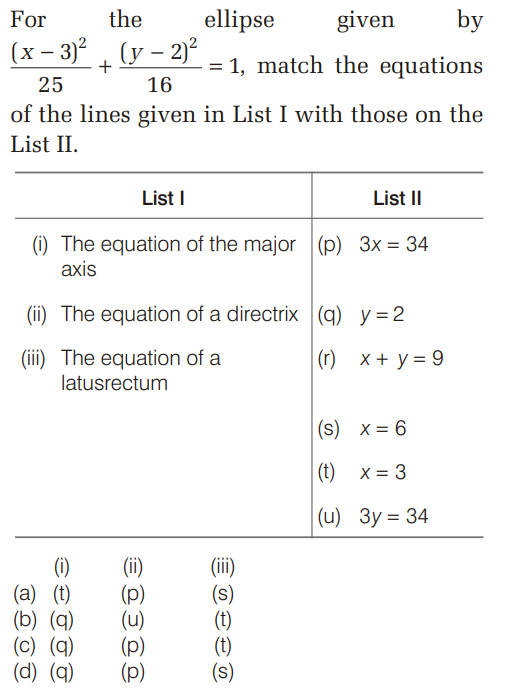 For the ellipse given by
(x – 3)²/25 + (y – 2)²/16 = 1, match the equations
of the lines given in List I with those on the
List II.
List I List II
(i) The equation of the major axis (p) 3x = 34
(ii) The equation of a directrix (q) y = 2
(iii) The equation of a latusrectum (r) x + y = 9
(s) x = 6
(t) x = 3
(u) 3y = 34
(i) (ii) (iii)
(a) (t) (p) (s)
(b) (q) (u) (t)
(c) (q) (p) (t)
(d) (q) (p) (s)